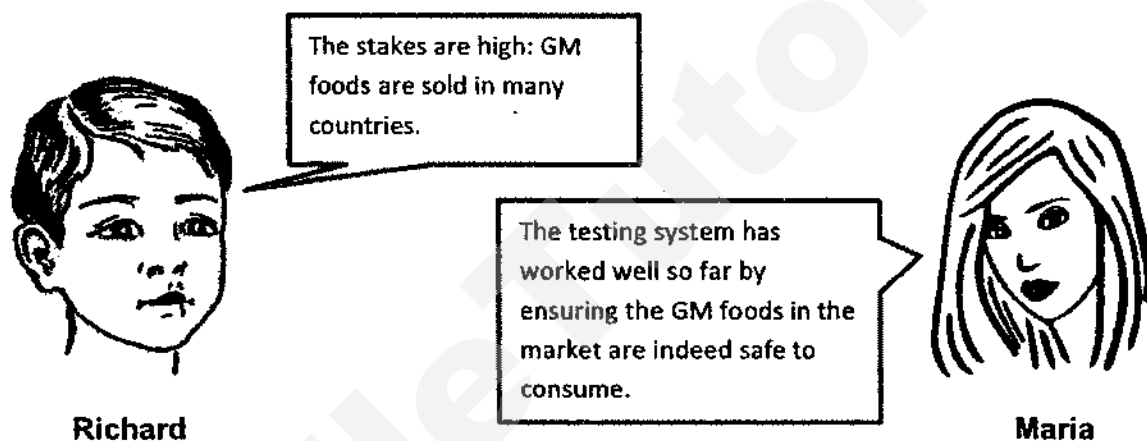 The stakes are high: GM
foods are sold in many
countries.
The testing system has
worked well so far by
ensuring the GM foods in the
market are indeed safe to
consume.
Richard
Maria